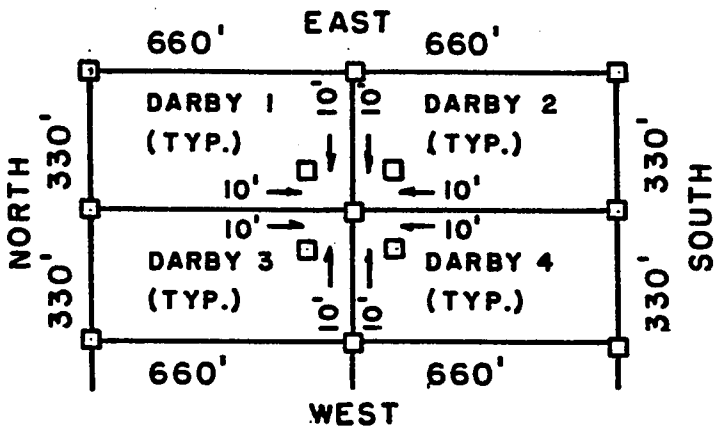 EAST
660' 660'
DARBY 1 10' 10' DARBY 2
(TYP.) (TYP.)
330' 330'
10' 10'
NORTH SOUTH
10' 10'
DARBY 3 DARBY 4
(TYP.) (TYP.)
330' 330'
10' 10'
660' 660'
WEST